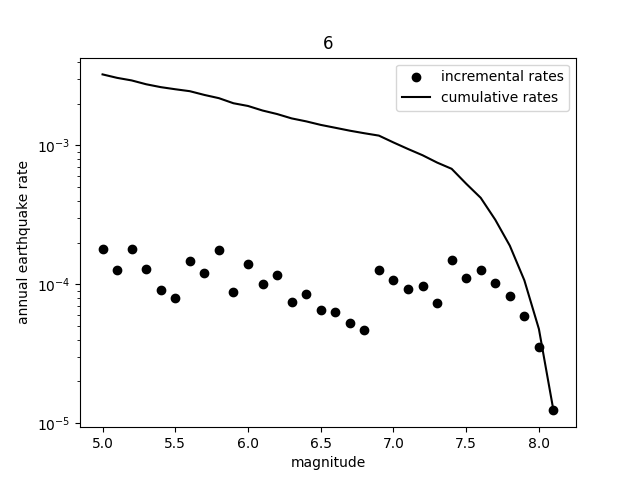 6
incremental rates
cumulative rates
annual earthquake rate
10⁻³
10⁻⁴
10⁻⁵
5.0 5.5 6.0 6.5 7.0 7.5 8.0
magnitude